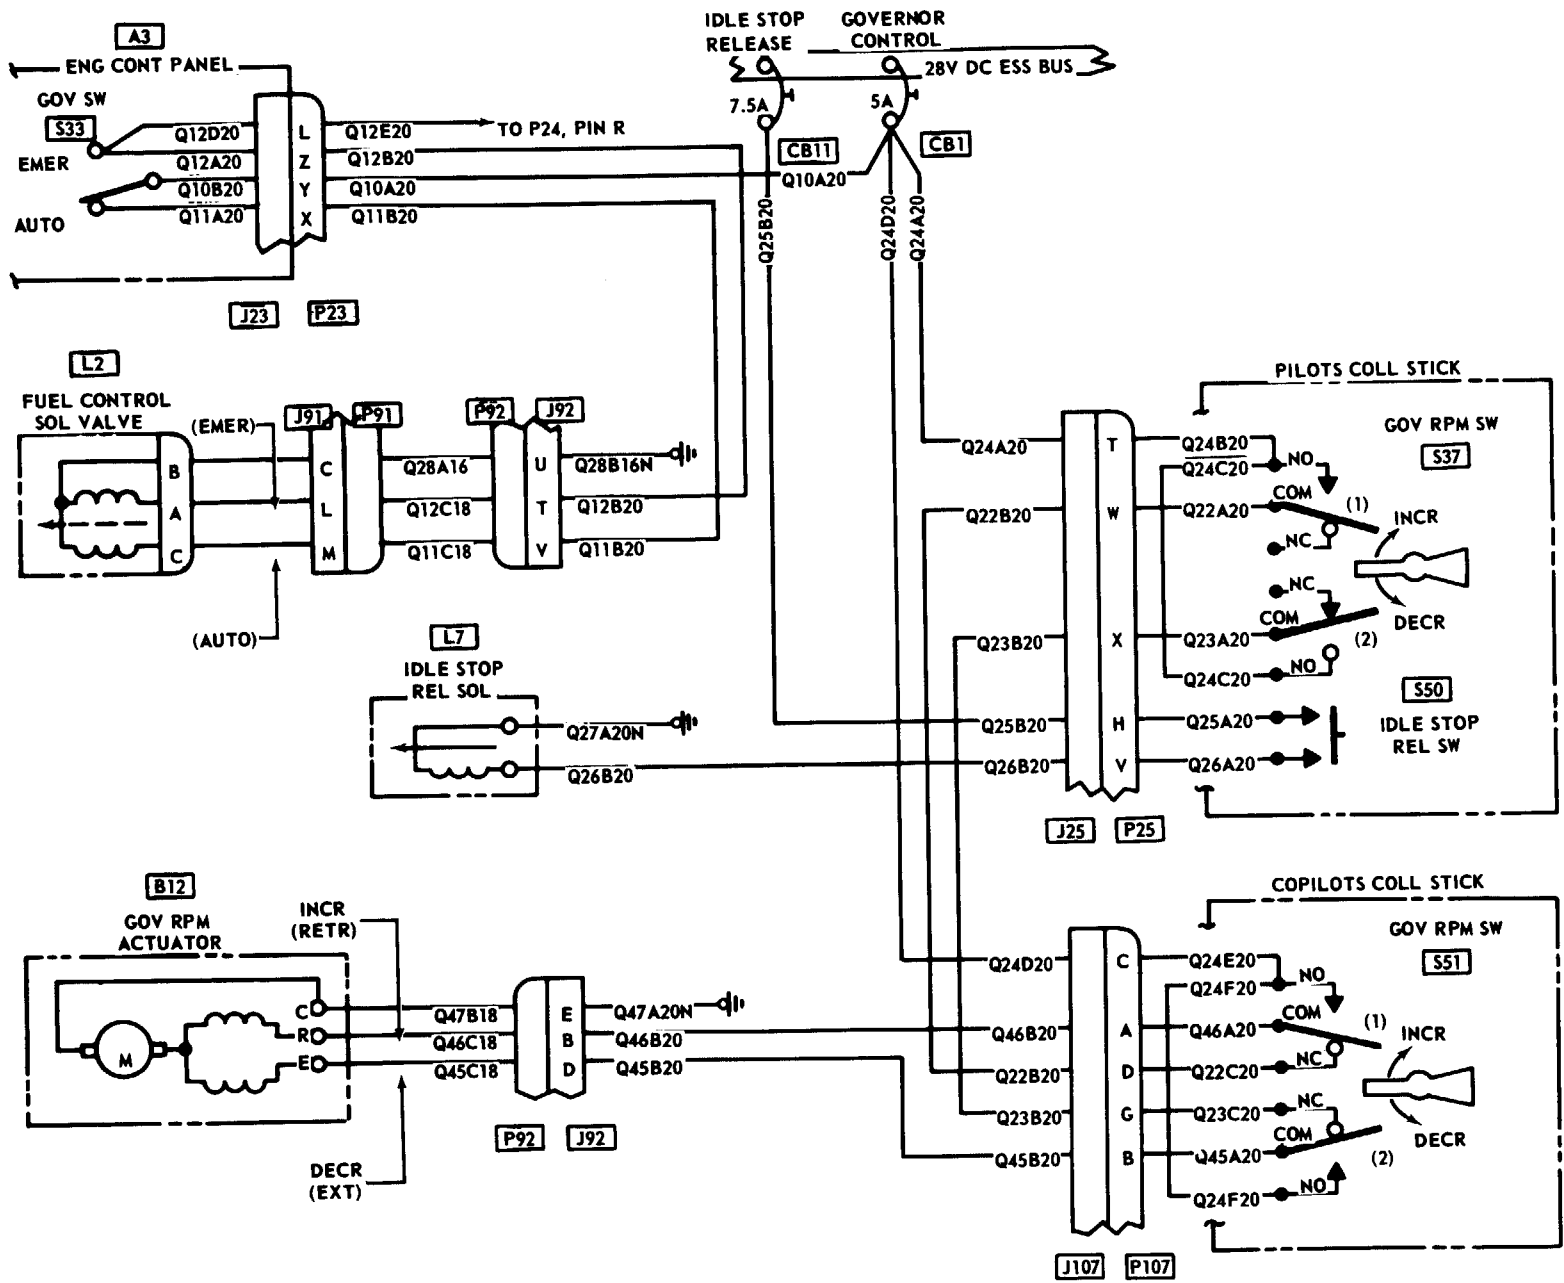 A3
ENG CONT PANEL
GOV SW
S33
EMER
AUTO
Q12D20
Q12A20
Q10B20
Q11A20
L
Z
Y
X
Q12E20
Q12B20
Q10A20
Q11B20
TO P24, PIN R
J23
P23
IDLE STOP
RELEASE
GOVERNOR
CONTROL
28V DC ESS BUS
7.5A
5A
CB11
CB1
Q10A20
Q25B20
Q24D20
Q24A20
L2
FUEL CONTROL
SOL VALVE
(EMER)
(AUTO)
B
A
C
J91
P91
C
L
M
Q28A16
Q12C18
Q11C18
P92
J92
U
T
V
Q28B16N
Q12B20
Q11B20
L7
IDLE STOP
REL SOL
Q27A20N
Q26B20
PILOTS COLL STICK
GOV RPM SW
S37
Q24A20
Q22B20
Q23B20
Q25B20
Q26B20
T
W
X
H
V
Q24B20
Q24C20
Q22A20
Q23A20
Q24C20
Q25A20
Q26A20
NO
COM
(1)
NC
INCR
NC
COM
(2)
DECR
NO
S50
IDLE STOP
REL SW
J25
P25
B12
GOV RPM
ACTUATOR
INCR
(RETR)
M
C
R
E
Q47B18
Q46C18
Q45C18
E
B
D
Q47A20N
Q46B20
Q45B20
P92
J92
DECR
(EXT)
COPILOTS COLL STICK
GOV RPM SW
S51
Q24D20
Q46B20
Q22B20
Q23B20
Q45B20
C
A
D
G
B
Q24E20
Q24F20
Q46A20
Q22C20
Q23C20
Q45A20
Q24F20
NO
COM
(1)
NC
INCR
NC
COM
(2)
DECR
NO
J107
P107